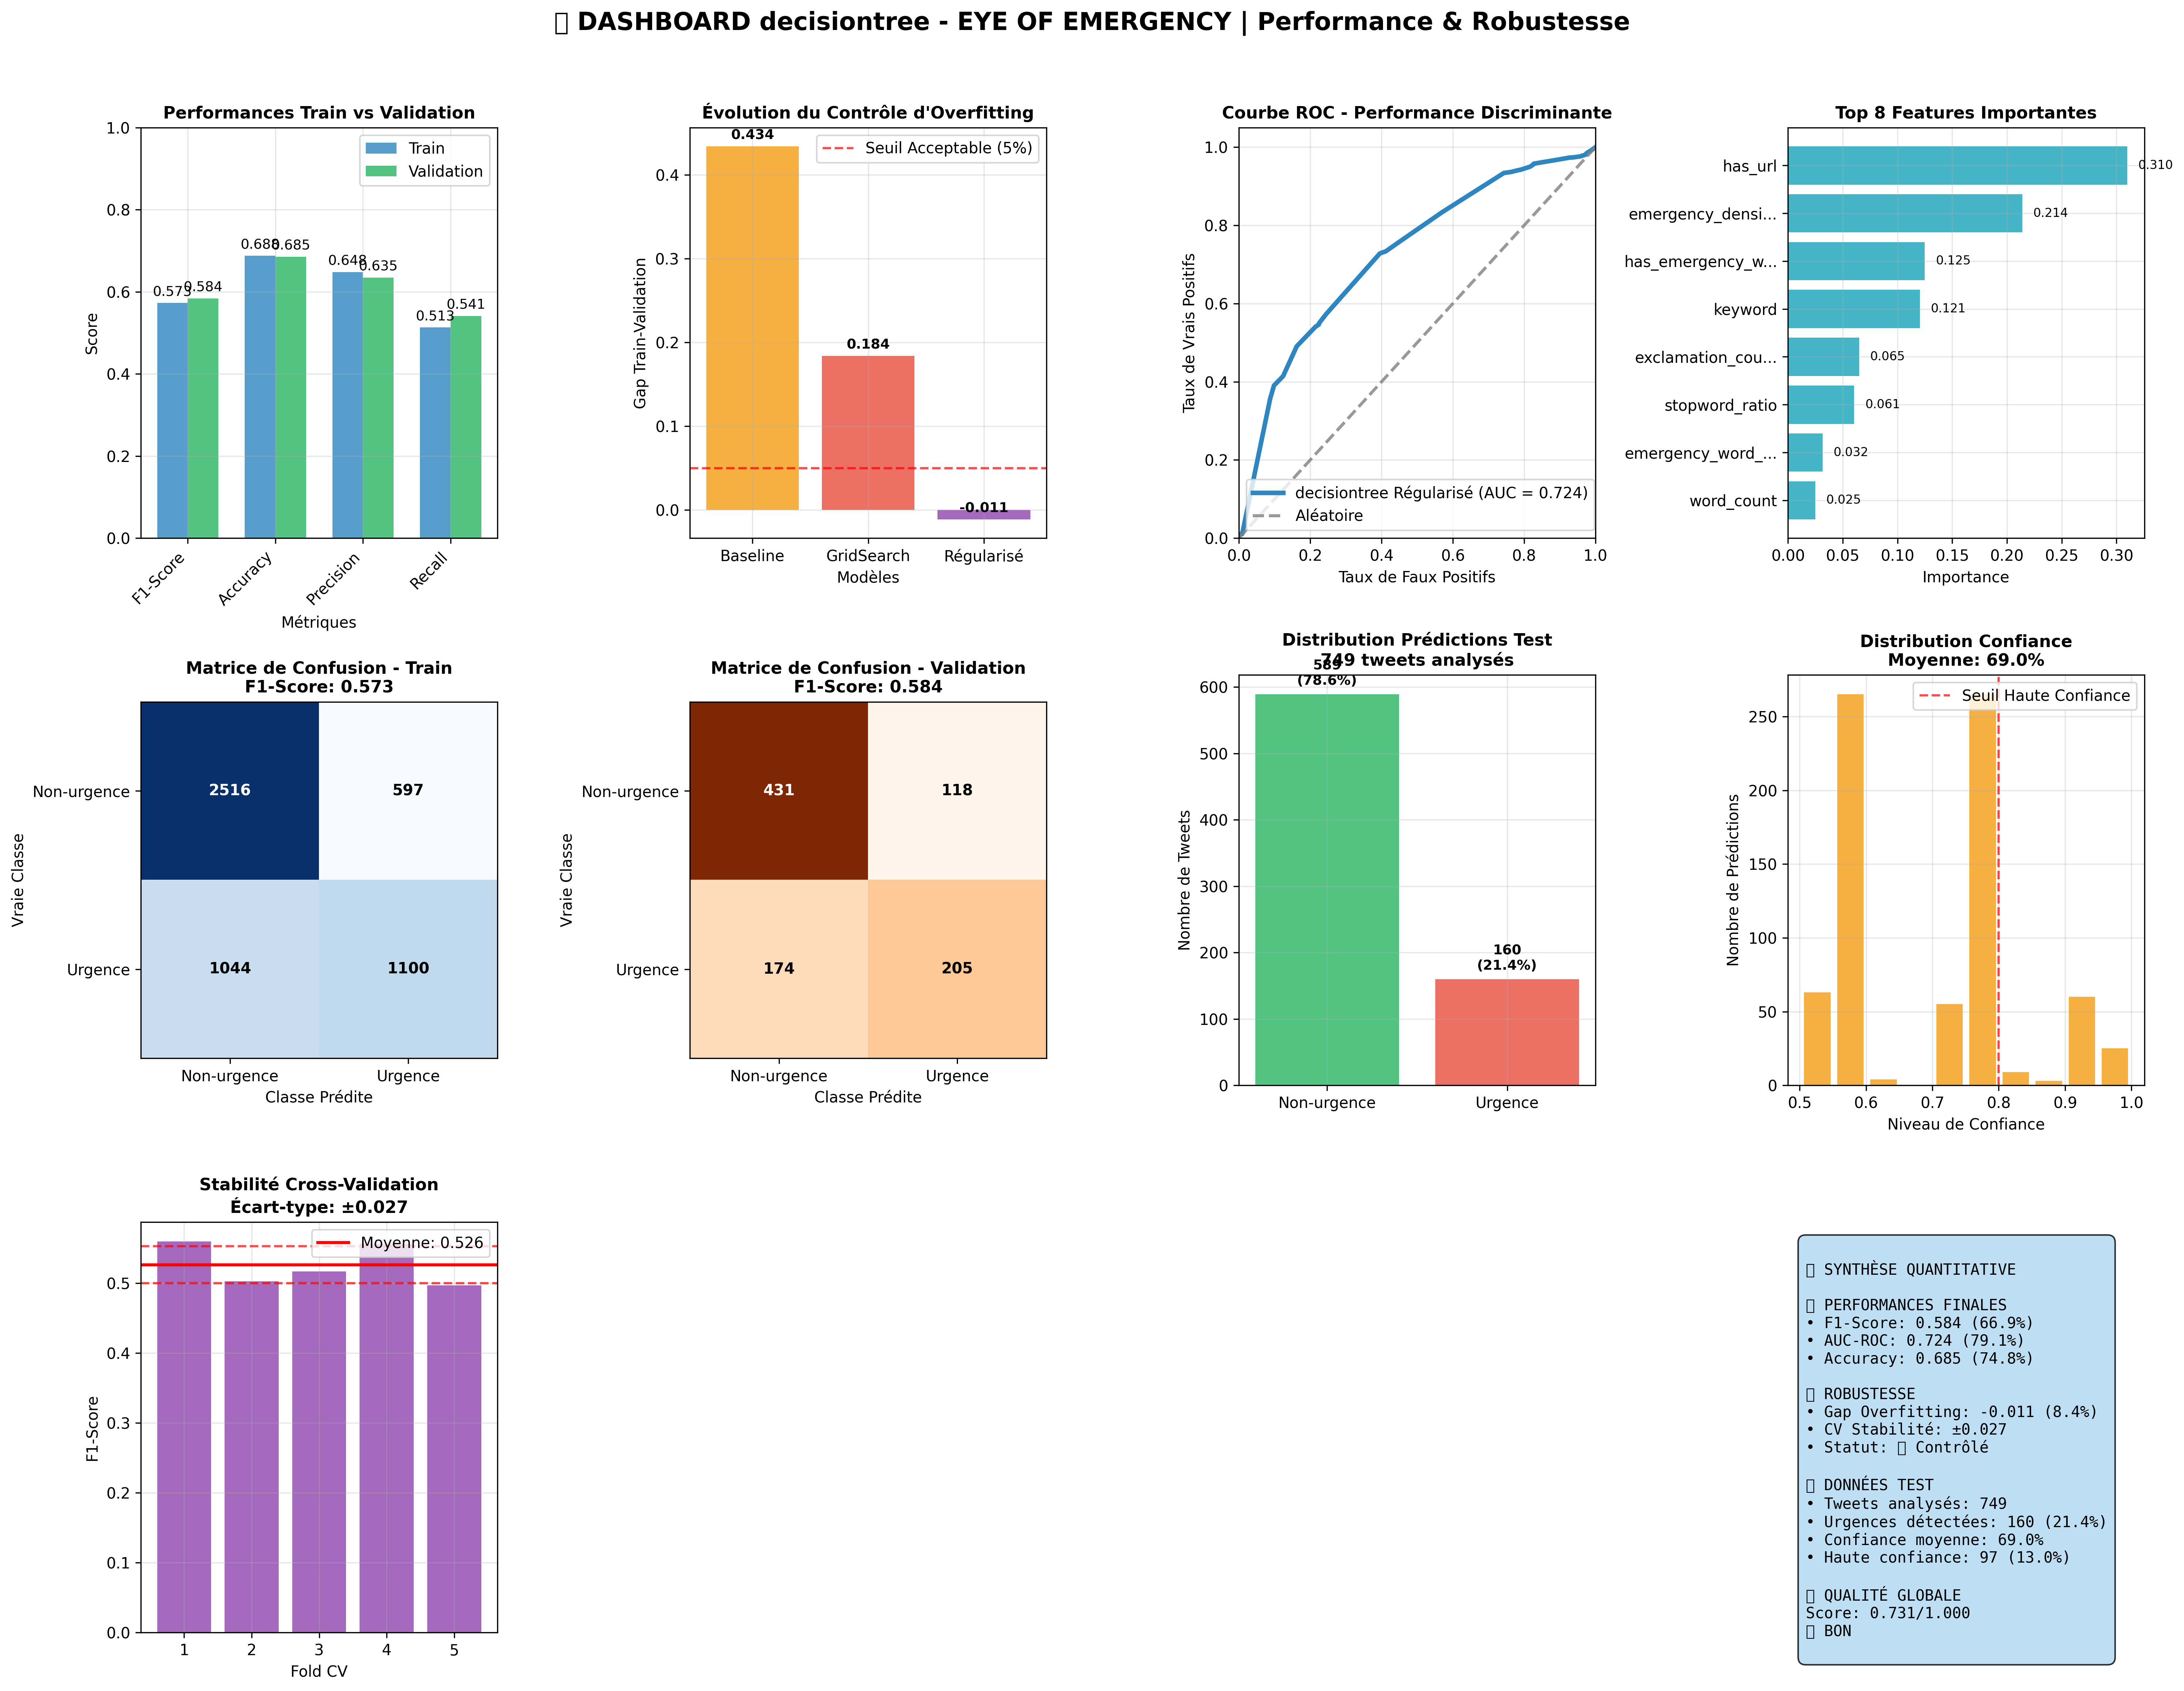 DASHBOARD decisiontree - EYE OF EMERGENCY | Performance & Robustesse
Performances Train vs Validation
Train
Validation
1.0
0.8
0.6
0.4
0.2
0.0
Score
0.573
0.584
0.688
0.685
0.648
0.635
0.513
0.541
F1-Score
Accuracy
Precision
Recall
Métriques
Évolution du Contrôle d'Overfitting
Seuil Acceptable (5%)
0.434
0.184
-0.011
0.4
0.3
0.2
0.1
0.0
Gap Train-Validation
Baseline
GridSearch
Régularisé
Modèles
Courbe ROC - Performance Discriminante
1.0
0.8
0.6
0.4
0.2
0.0
Taux de Vrais Positifs
decisiontree Régularisé (AUC = 0.724)
Aléatoire
0.0
0.2
0.4
0.6
0.8
1.0
Taux de Faux Positifs
Top 8 Features Importantes
has_url
0.310
emergency_densi...
0.214
has_emergency_w...
0.125
keyword
0.121
exclamation_cou...
0.065
stopword_ratio
0.061
emergency_word_...
0.032
word_count
0.025
0.00
0.05
0.10
0.15
0.20
0.25
0.30
Importance
Matrice de Confusion - Train
F1-Score: 0.573
Vraie Classe
Non-urgence
Urgence
2516
597
1044
1100
Non-urgence
Urgence
Classe Prédite
Matrice de Confusion - Validation
F1-Score: 0.584
Vraie Classe
Non-urgence
Urgence
431
118
174
205
Non-urgence
Urgence
Classe Prédite
Distribution Prédictions Test
749 tweets analysés
589
(78.6%)
160
(21.4%)
600
500
400
300
200
100
0
Nombre de Tweets
Non-urgence
Urgence
Distribution Confiance
Moyenne: 69.0%
Seuil Haute Confiance
250
200
150
100
50
0
Nombre de Prédictions
0.5
0.6
0.7
0.8
0.9
1.0
Niveau de Confiance
Stabilité Cross-Validation
Écart-type: ±0.027
Moyenne: 0.526
0.5
0.4
0.3
0.2
0.1
0.0
F1-Score
1
2
3
4
5
Fold CV
SYNTHÈSE QUANTITATIVE
PERFORMANCES FINALES
• F1-Score: 0.584 (66.9%)
• AUC-ROC: 0.724 (79.1%)
• Accuracy: 0.685 (74.8%)
ROBUSTESSE
• Gap Overfitting: -0.011 (8.4%)
• CV Stabilité: ±0.027
• Statut: Contrôlé
DONNÉES TEST
• Tweets analysés: 749
• Urgences détectées: 160 (21.4%)
• Confiance moyenne: 69.0%
• Haute confiance: 97 (13.0%)
QUALITÉ GLOBALE
Score: 0.731/1.000
BON